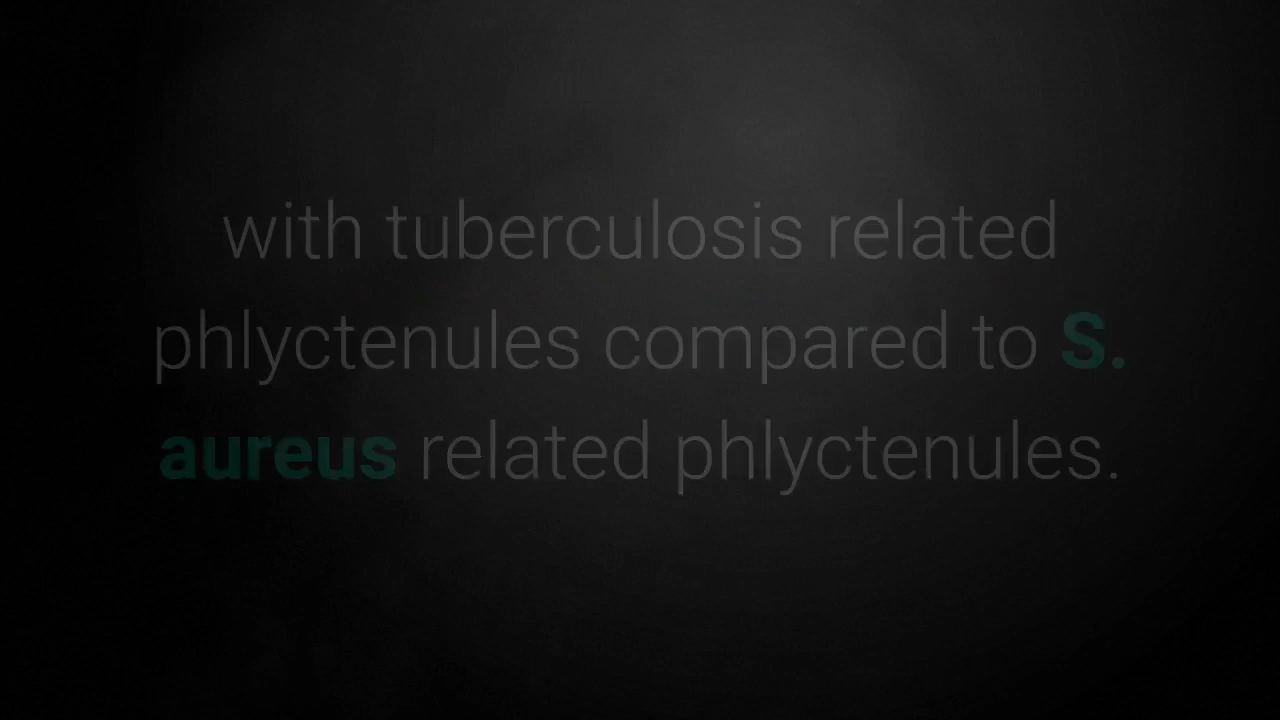 with tuberculosis related
phlyctenules compared to S.
aureus related phlyctenules.